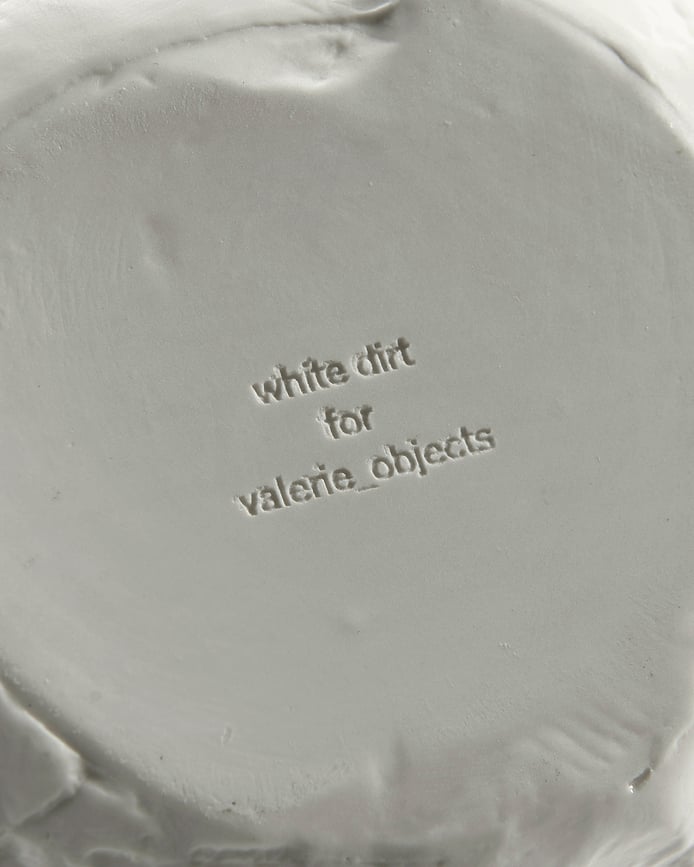 white dirt
for
valerie_objects